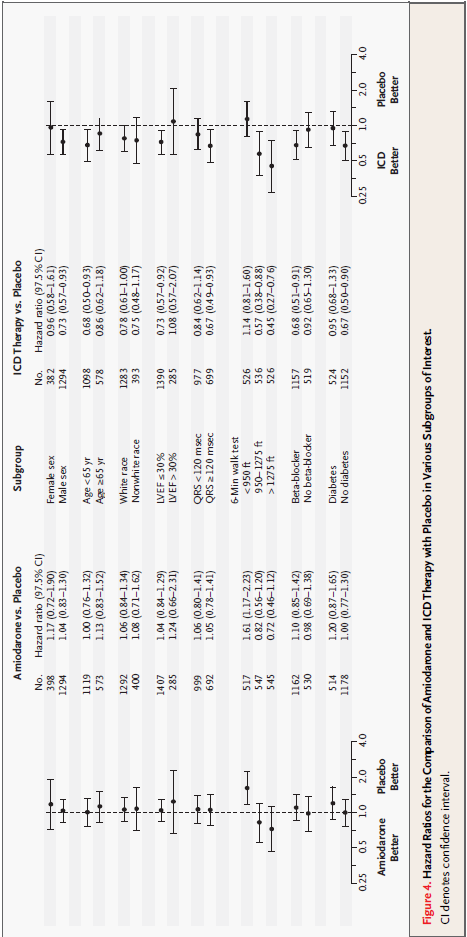 Amiodarone vs. Placebo Subgroup ICD Therapy vs. Placebo
No. Hazard ratio (97.5% CI) No. Hazard ratio (97.5% CI)
398 1.17 (0.72–1.90) Female sex 382 0.96 (0.58–1.61)
1294 1.04 (0.83–1.30) Male sex 1294 0.73 (0.57–0.93)
1119 1.00 (0.76–1.32) Age <65 yr 1098 0.68 (0.50–0.93)
573 1.13 (0.83–1.52) Age ≥65 yr 578 0.86 (0.62–1.18)
1292 1.06 (0.84–1.34) White race 1283 0.78 (0.61–1.00)
400 1.08 (0.71–1.62) Nonwhite race 393 0.75 (0.48–1.17)
1407 1.04 (0.84–1.29) LVEF ≤30% 1390 0.73 (0.57–0.92)
285 1.24 (0.66–2.31) LVEF >30% 285 1.08 (0.57–2.07)
999 1.06 (0.80–1.41) QRS <120 msec 977 0.84 (0.62–1.14)
692 1.05 (0.78–1.41) QRS ≥120 msec 699 0.67 (0.49–0.93)
6-Min walk test
517 1.61 (1.17–2.23) <950 ft 526 1.14 (0.81–1.60)
547 0.82 (0.56–1.20) 950–1275 ft 536 0.57 (0.38–0.88)
545 0.72 (0.46–1.12) >1275 ft 526 0.45 (0.27–0.76)
1162 1.10 (0.85–1.42) Beta-blocker 1157 0.68 (0.51–0.91)
530 0.98 (0.69–1.38) No beta-blocker 519 0.92 (0.65–1.30)
514 1.20 (0.87–1.65) Diabetes 524 0.95 (0.68–1.33)
1178 1.00 (0.77–1.30) No diabetes 1152 0.67 (0.50–0.90)
0.25 0.5 1.0 2.0 4.0 0.25 0.5 1.0 2.0 4.0
Amiodarone Placebo ICD Placebo
Better Better Better Better
Figure 4. Hazard Ratios for the Comparison of Amiodarone and ICD Therapy with Placebo in Various Subgroups of Interest.
CI denotes confidence interval.